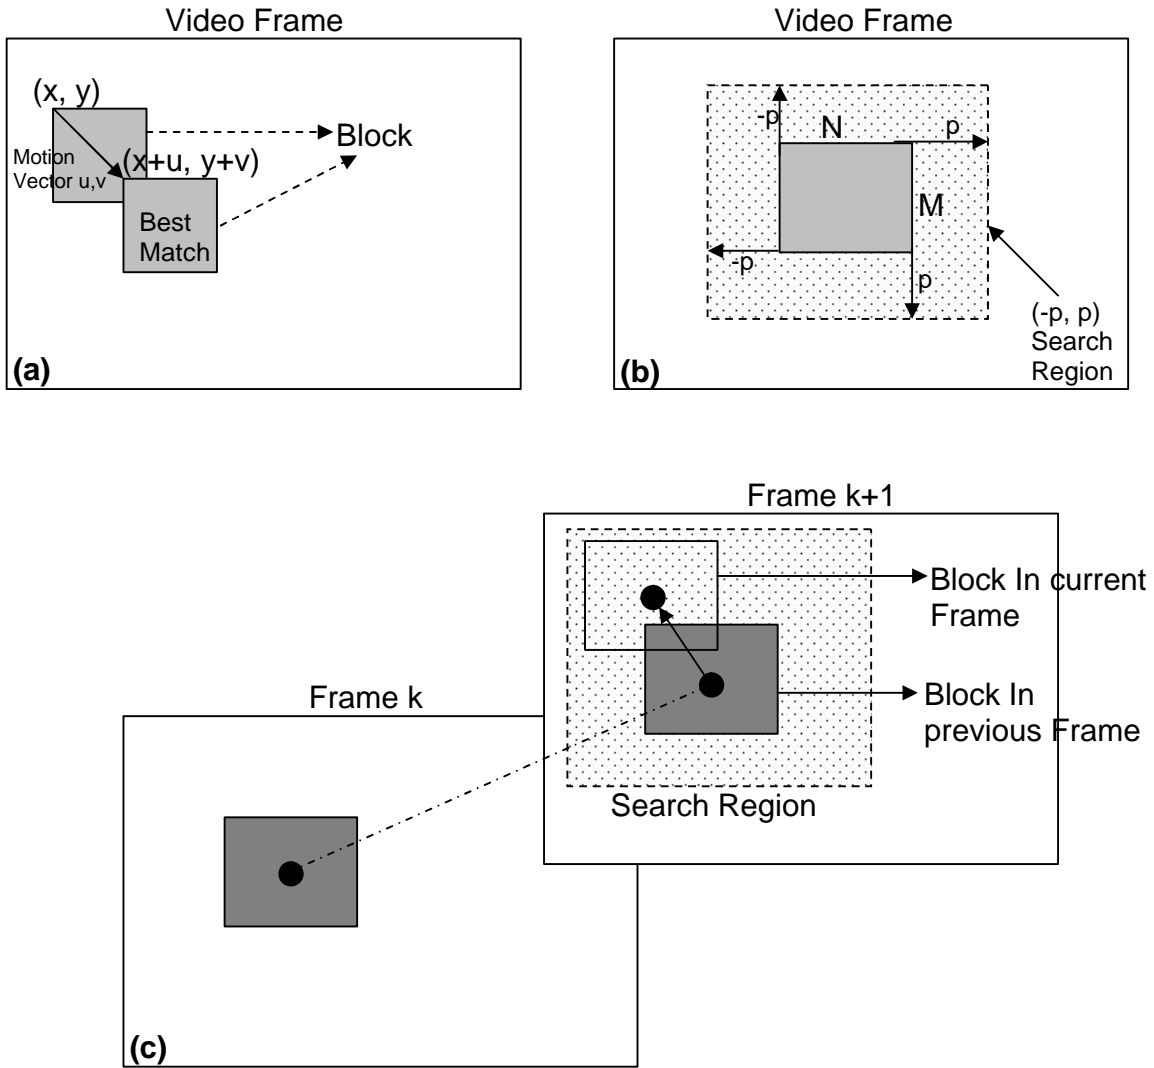 Video Frame
(x, y)
Block
Motion
Vector u,v
(x+u, y+v)
Best
Match
(a)
Video Frame
-p
N
p
M
-p
p
(-p, p)
Search
Region
(b)
Frame k+1
Block In current
Frame
Block In
previous Frame
Search Region
Frame k
(c)